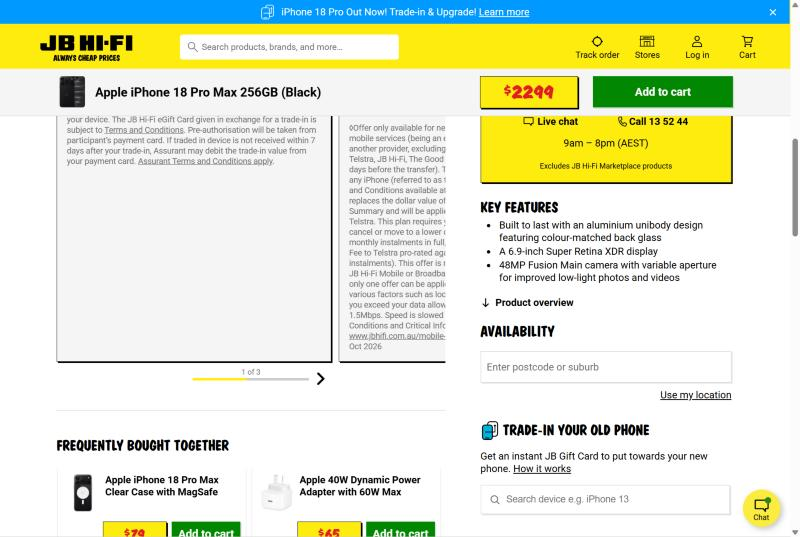 iPhone 18 Pro Out Now! Trade-in & Upgrade! Learn more
JB HI-FI
ALWAYS CHEAP PRICES
Search products, brands, and more...
Track order
Stores
Log in
Cart
Apple iPhone 18 Pro Max 256GB (Black)
$2299
Add to cart
your device. The JB Hi-Fi eGift Card given in exchange for a trade-in is
subject to Terms and Conditions. Pre-authorisation will be taken from
participant's payment card. If traded in device is not received within 7
days after your trade-in, Assurant may debit the trade-in value from
your payment card. Assurant Terms and Conditions apply.
◊Offer only available for ne
mobile services (being an e
another provider, excluding
Telstra, JB Hi-Fi, The Good
days before the transfer). T
any iPhone (referred to as t
and Conditions available at
replaces the dollar value of
Summary and will be applie
Telstra. This plan requires y
cancel or move to a lower c
monthly instalments in full,
Fee to Telstra pro-rated aga
instalments). This offer is n
JB Hi-Fi Mobile or Broadba
only one offer can be applie
various factors such as loc
you exceed your data allow
1.5Mbps. Speed is slowed
Conditions and Critical Info
www.jbhifi.com.au/mobile-
Oct 2026
1 of 3
FREQUENTLY BOUGHT TOGETHER
Apple iPhone 18 Pro Max
Clear Case with MagSafe
$79
Add to cart
Apple 40W Dynamic Power
Adapter with 60W Max
$65
Add to cart
Live chat
Call 13 52 44
9am – 8pm (AEST)
Excludes JB Hi-Fi Marketplace products
KEY FEATURES
• Built to last with an aluminium unibody design
featuring colour-matched back glass
• A 6.9-inch Super Retina XDR display
• 48MP Fusion Main camera with variable aperture
for improved low-light photos and videos
Product overview
AVAILABILITY
Enter postcode or suburb
Use my location
TRADE-IN YOUR OLD PHONE
Get an instant JB Gift Card to put towards your new
phone. How it works
Search device e.g. iPhone 13
Chat